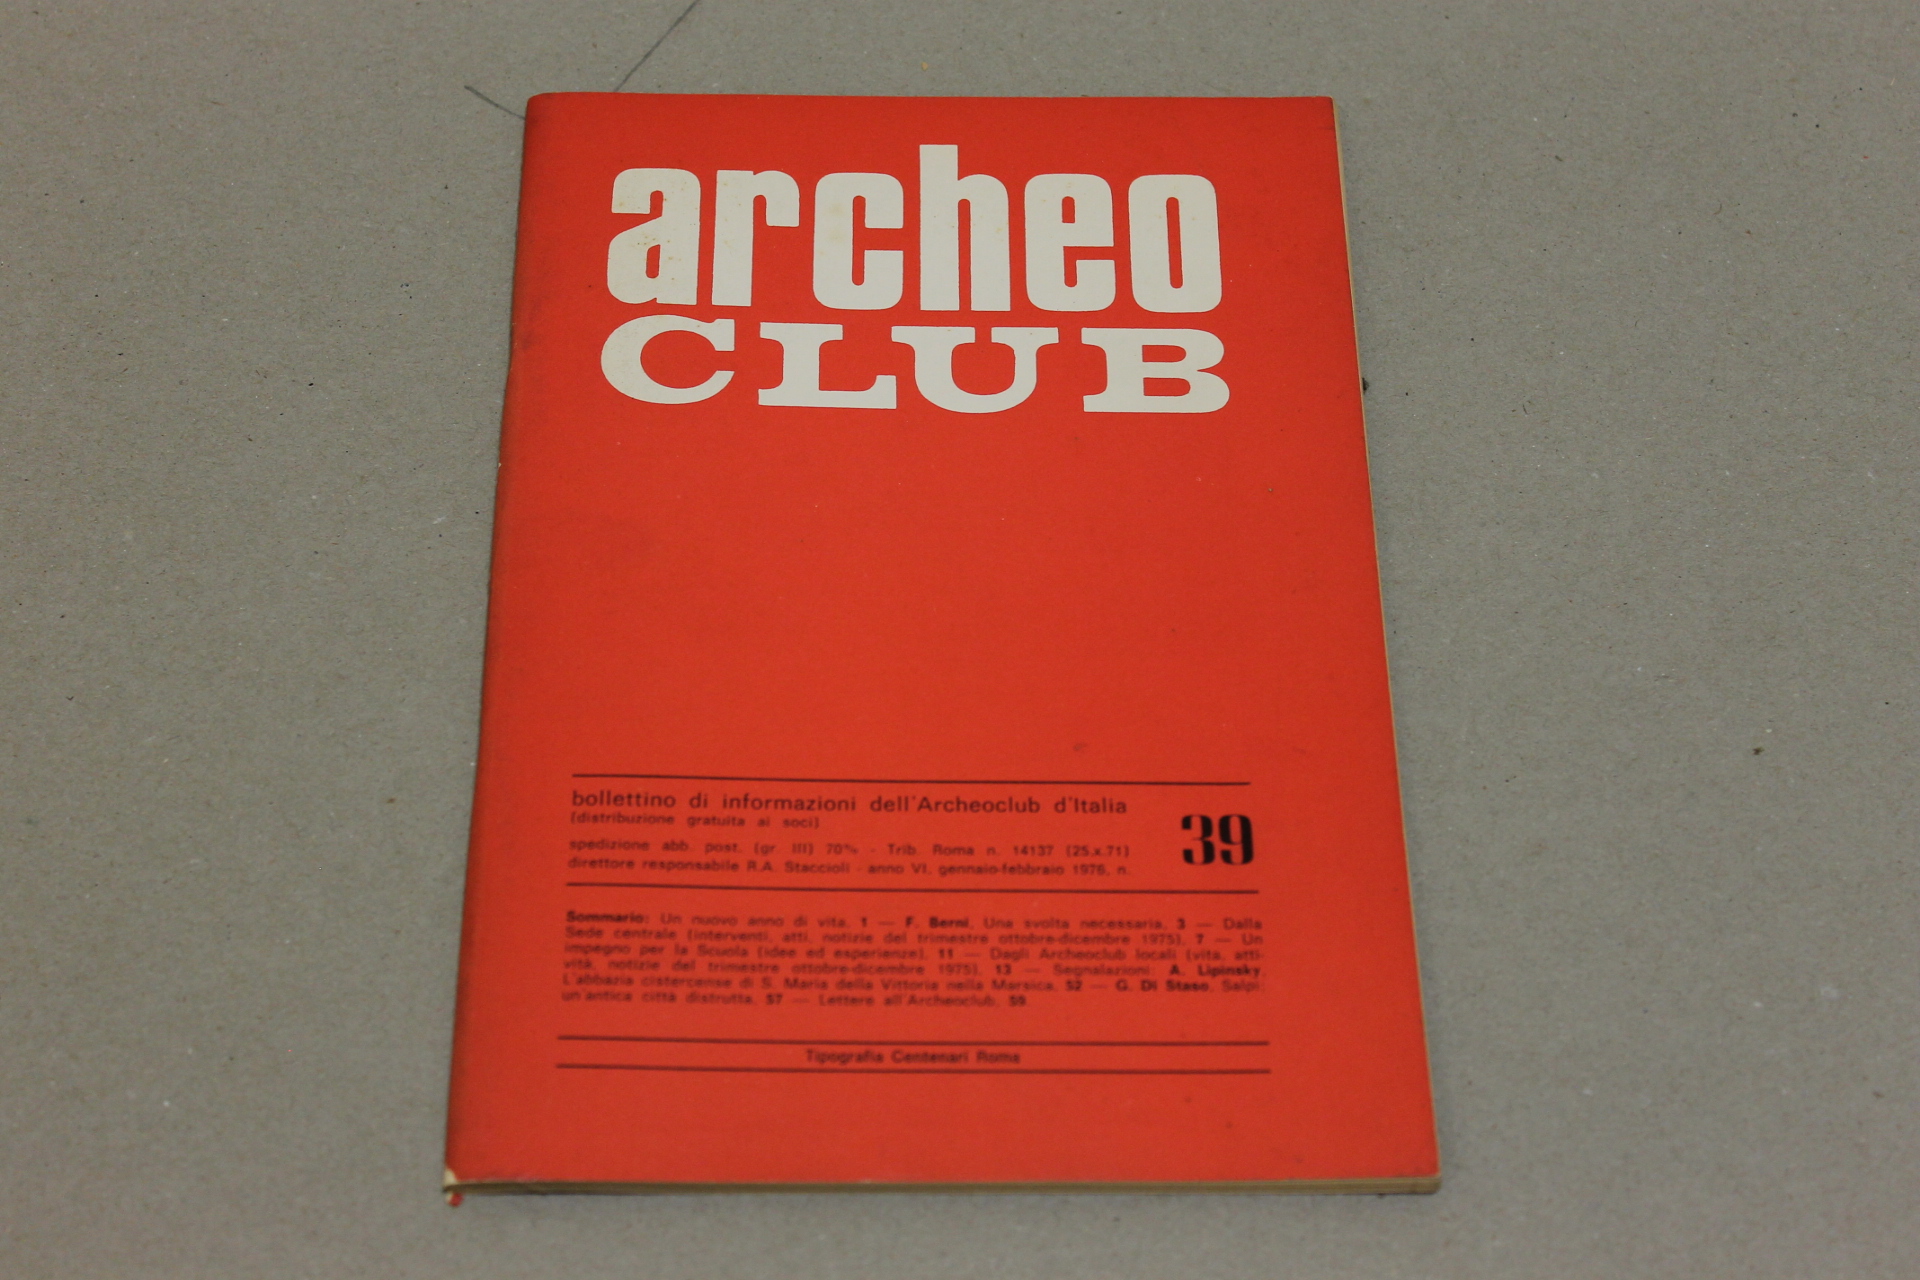 archeo
CLUB
bollettino di informazioni dell'Archeoclub d'Italia
(distribuzione gratuita ai soci)
spedizione abb. post. (gr. III) 70% - Trib. Roma n. 14137 (25.x.71)
direttore responsabile R.A. Staccioli - anno VI, gennaio-febbraio 1976, n.
39
Sommario: Un nuovo anno di vita, 1 — F. Berni, Una svolta necessaria, 3 — Dalla
Sede centrale (interventi, atti, notizie del trimestre ottobre-dicembre 1975), 7 — Un
impegno per la Scuola (idee ed esperienze), 11 — Dagli Archeoclub locali (vita, atti-
vità, notizie del trimestre ottobre-dicembre 1975), 13 — Segnalazioni: A. Lipinsky,
L'abbazia cistercense di S. Maria della Vittoria nella Marsica, 52 — G. Di Staso, Salpi:
un'antica città distrutta, 57 — Lettere all'Archeoclub, 59
Tipografia Centenari Roma